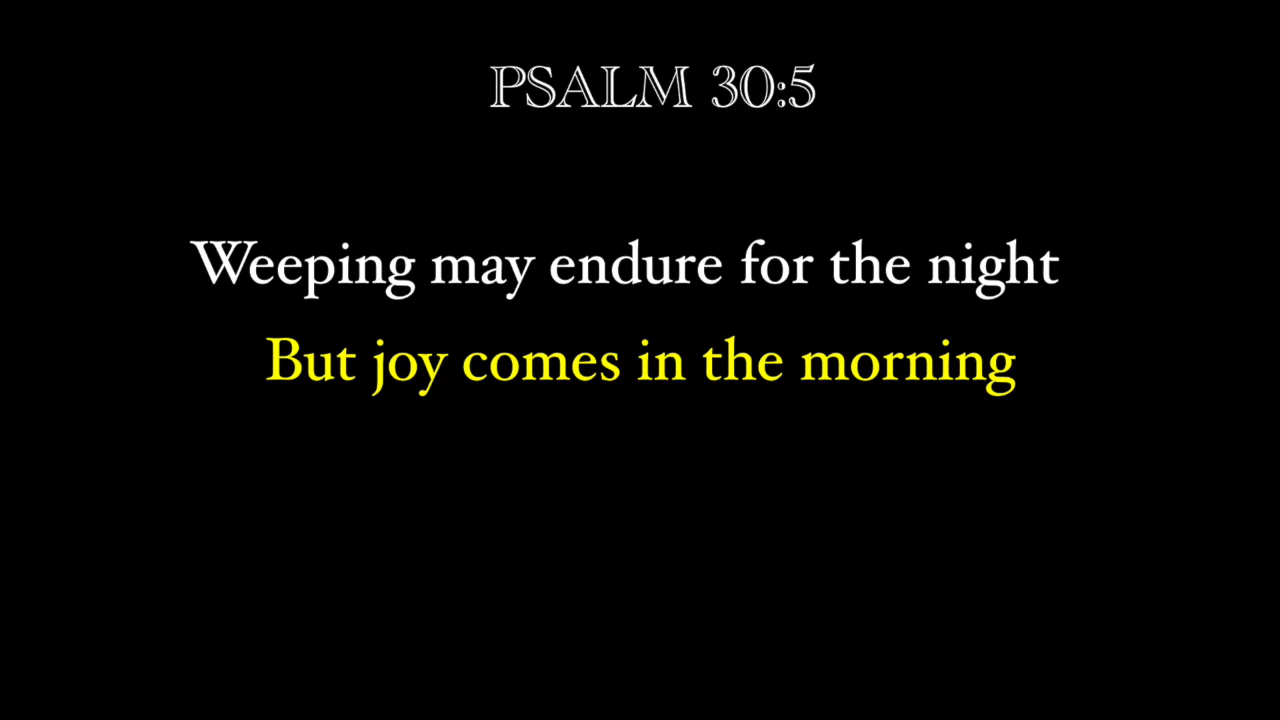 PSALM 30:5
Weeping may endure for the night
But joy comes in the morning